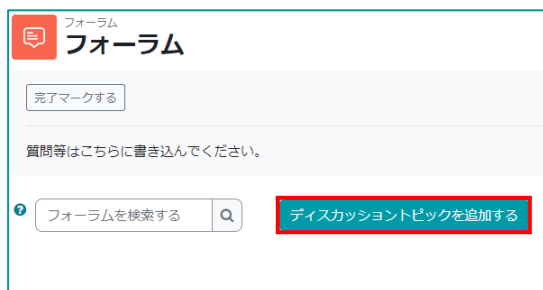 フォーラム
フォーラム
完了マークする
質問等はこちらに書き込んでください。
フォーラムを検索する
ディスカッショントピックを追加する